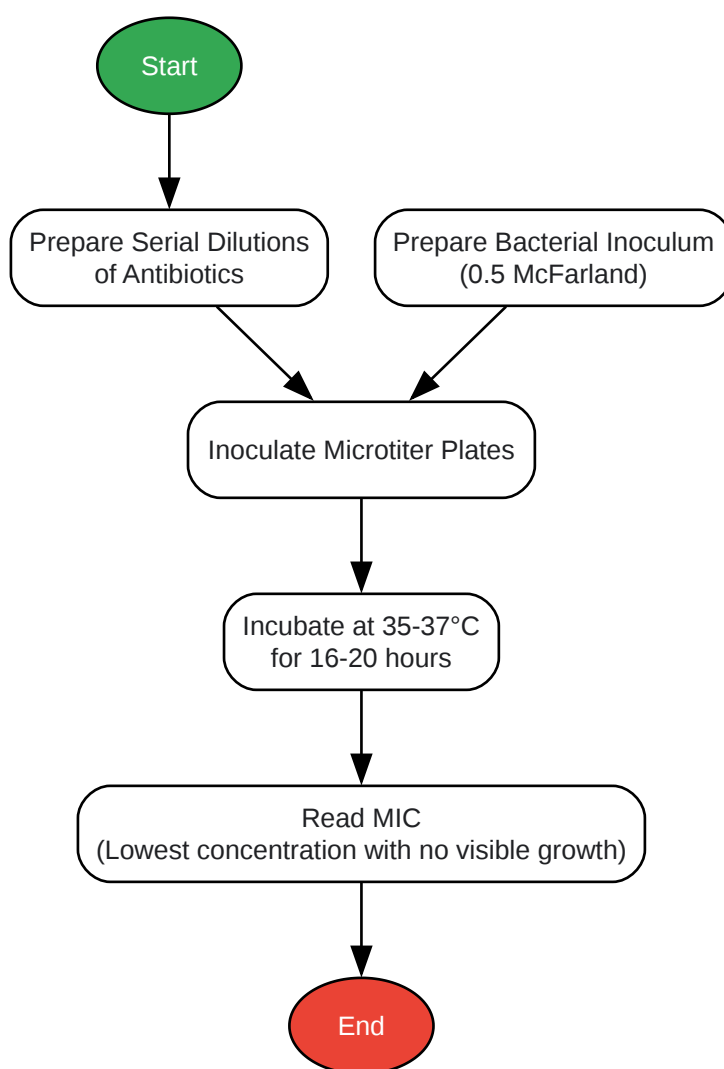 Start
Prepare Serial Dilutions
of Antibiotics
Prepare Bacterial Inoculum
(0.5 McFarland)
Inoculate Microtiter Plates
Incubate at 35-37°C
for 16-20 hours
Read MIC
(Lowest concentration with no visible growth)
End